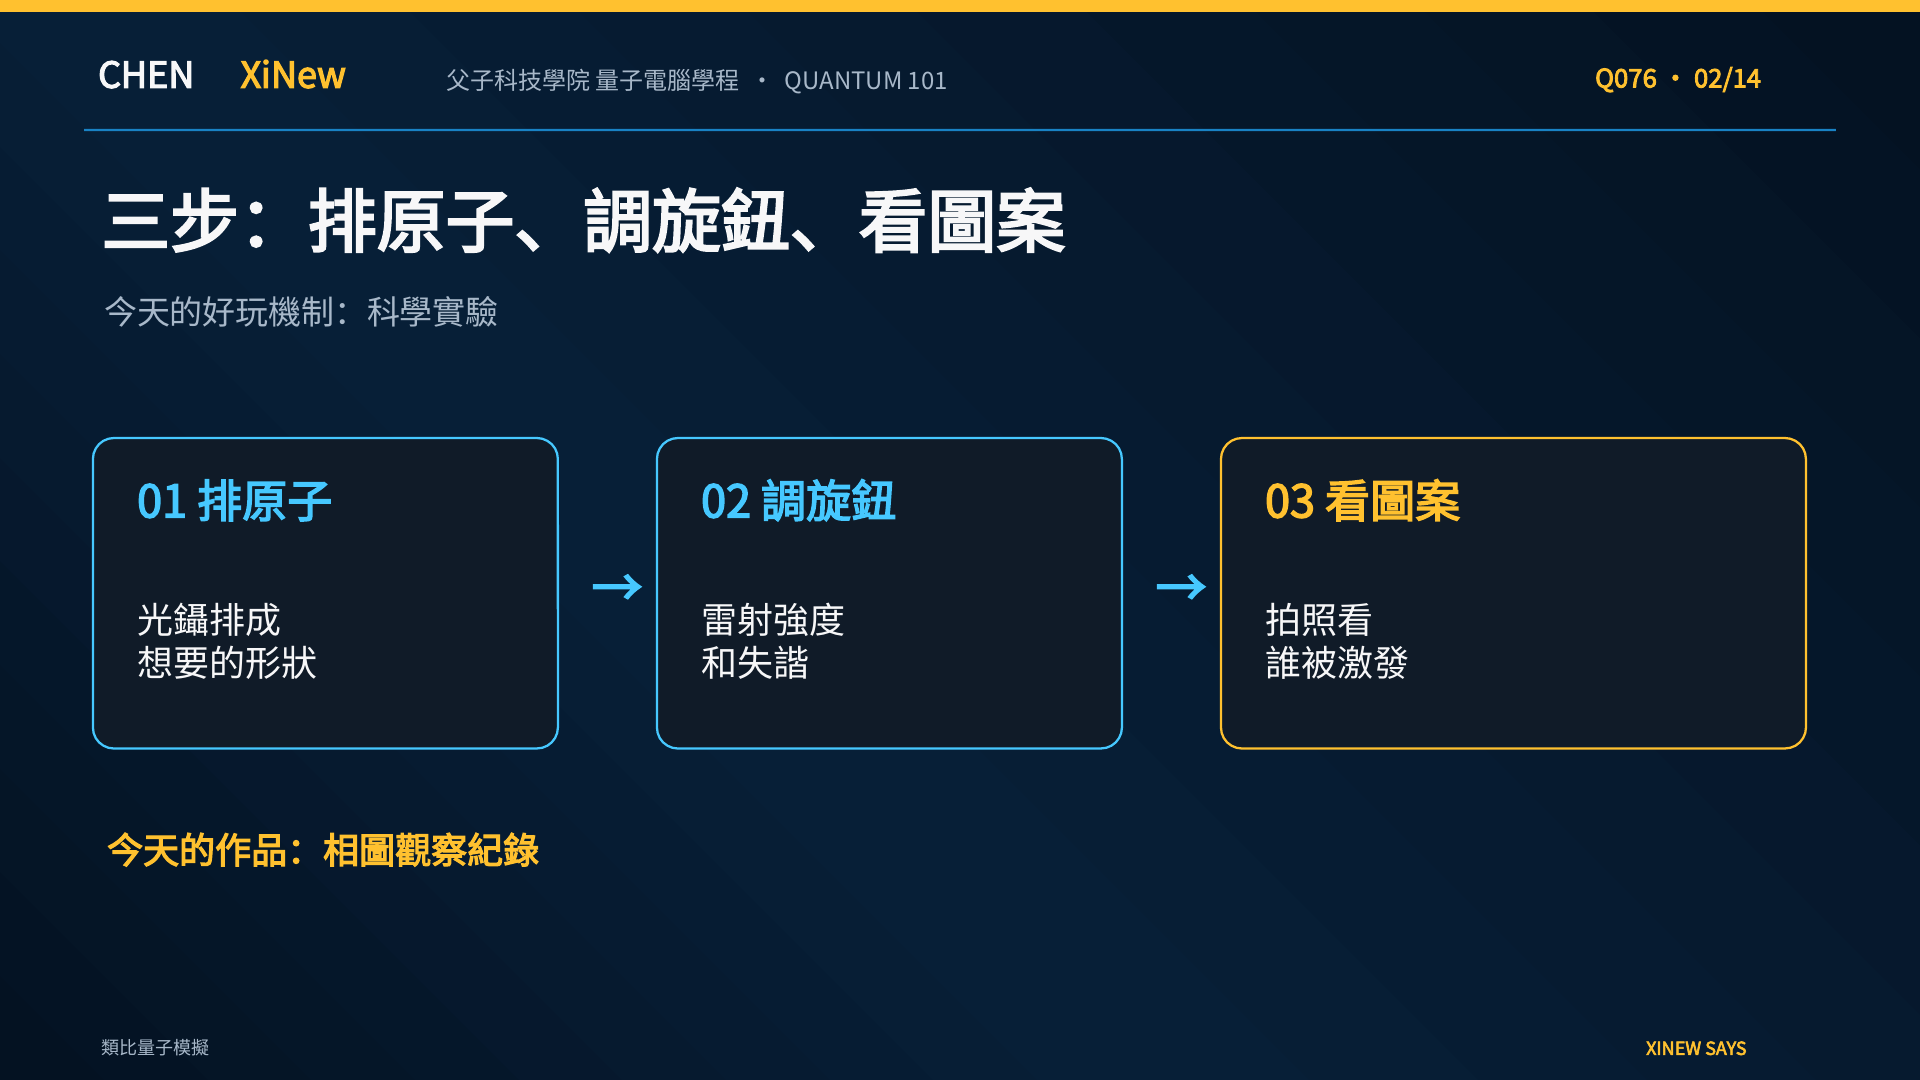 CHEN XiNew 父子科技學院 量子電腦學程 · QUANTUM 101
Q076 · 02/14
三步：排原子、調旋鈕、看圖案
今天的好玩機制：科學實驗
01 排原子
光鑷排成
想要的形狀
→
02 調旋鈕
雷射強度
和失諧
→
03 看圖案
拍照看
誰被激發
今天的作品：相圖觀察紀錄
類比量子模擬
XINEW SAYS